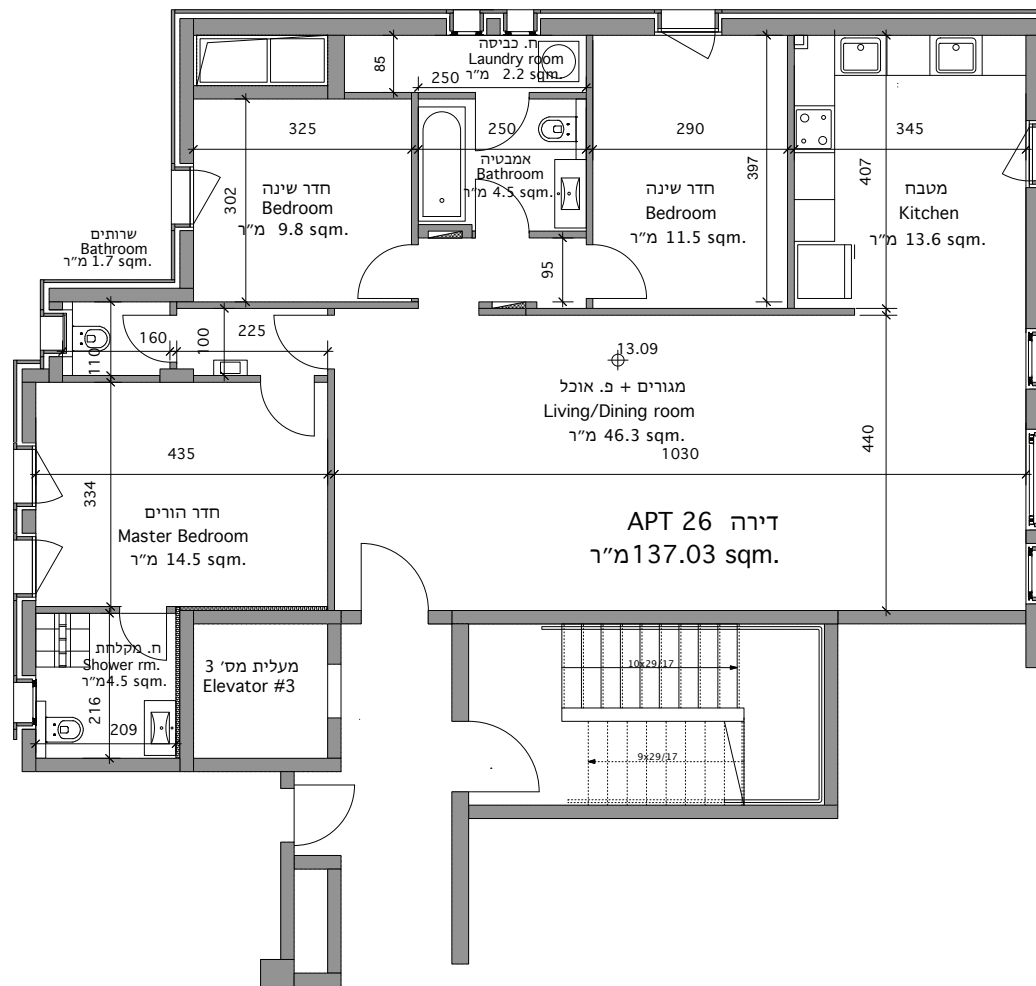 ח. כביסה
Laundry room
2.2 sqm. מ״ר
85
250
325
250
290
345
אמבטיה
Bathroom
4.5 sqm. מ״ר
302
397
407
חדר שינה
Bedroom
9.8 sqm. מ״ר
חדר שינה
Bedroom
11.5 sqm. מ״ר
מטבח
Kitchen
13.6 sqm. מ״ר
שרותים
Bathroom
1.7 sqm. מ״ר
95
160
225
100
110
13.09
מגורים + פ. אוכל
Living/Dining room
46.3 sqm. מ״ר
435
1030
440
334
חדר הורים
Master Bedroom
14.5 sqm. מ״ר
דירה APT 26
137.03 sqm. מ״ר
ח. מקלחת
Shower rm.
4.5 sqm. מ״ר
216
209
מעלית מס׳ 3
Elevator #3
10x29/17
9x29/17